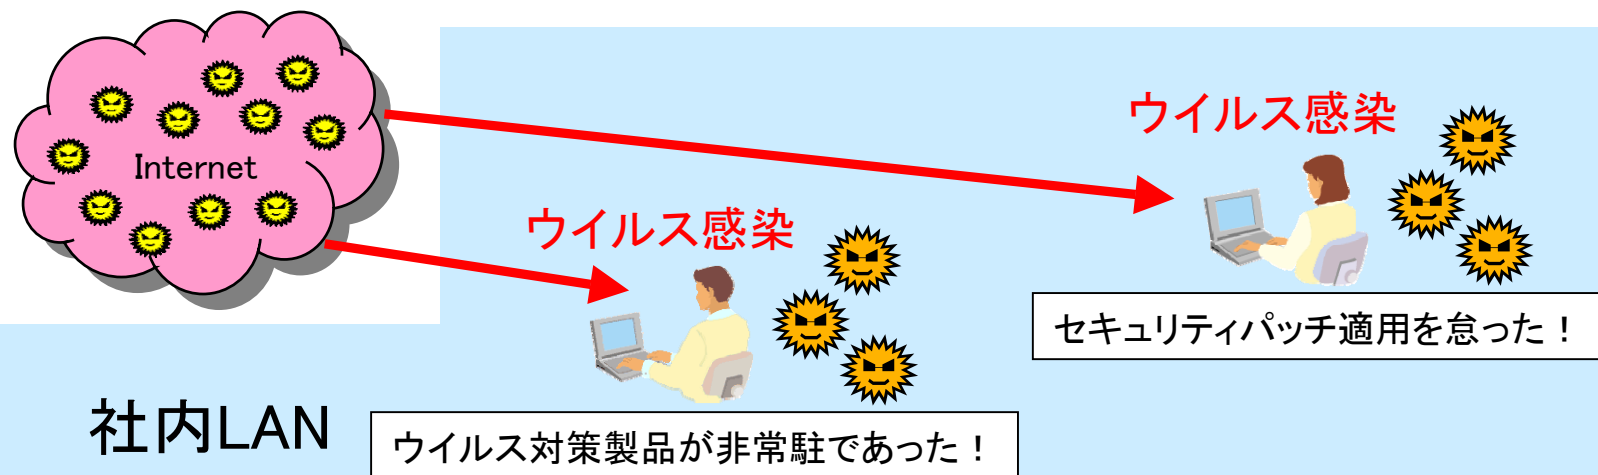 ウイルス感染
Internet
ウイルス感染
セキュリティパッチ適用を怠った！
社内LAN
ウイルス対策製品が非常駐であった！